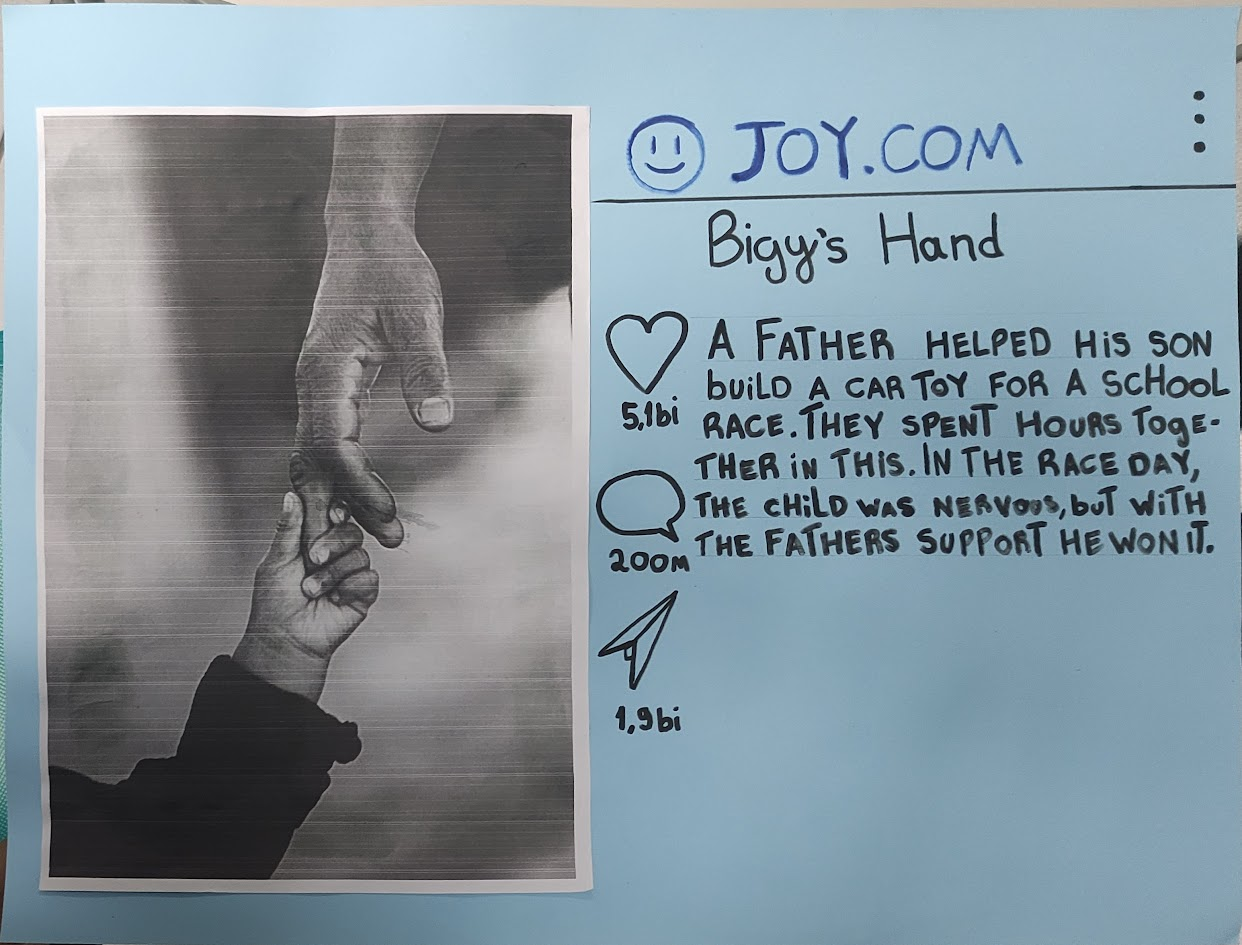 JOY.COM
Bigy's Hand
A FATHER HELPED HiS SON
buiLD A CAR TOY FOR A SCHOOL
RACE. THEY SPENT HOURS TOgE-
THER iN THIS. IN THE RACE DAY,
THE CHiLD WAS NERVOUS, buT WiTH
THE FATHERS SUPPORT HE WON IT.
5,1bi
200M
1,9bi